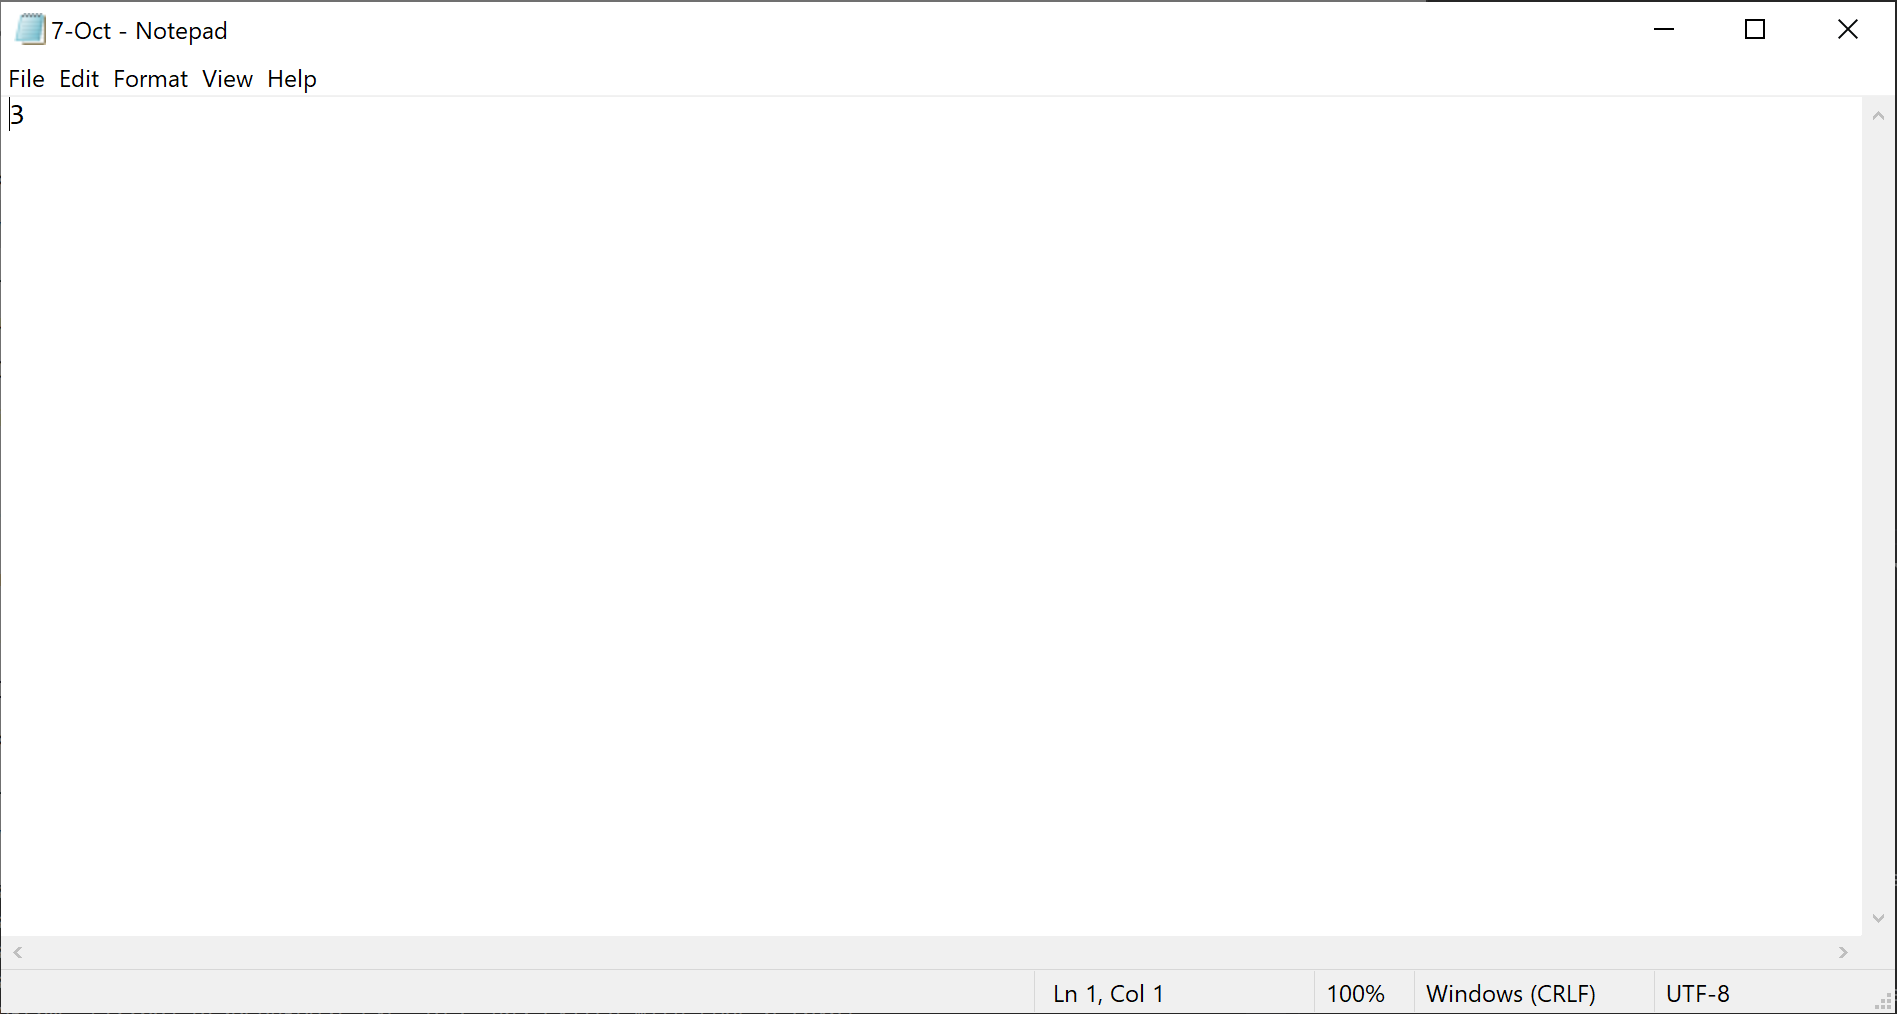 7-Oct - Notepad
File Edit Format View Help
3
Ln 1, Col 1 100% Windows (CRLF) UTF-8